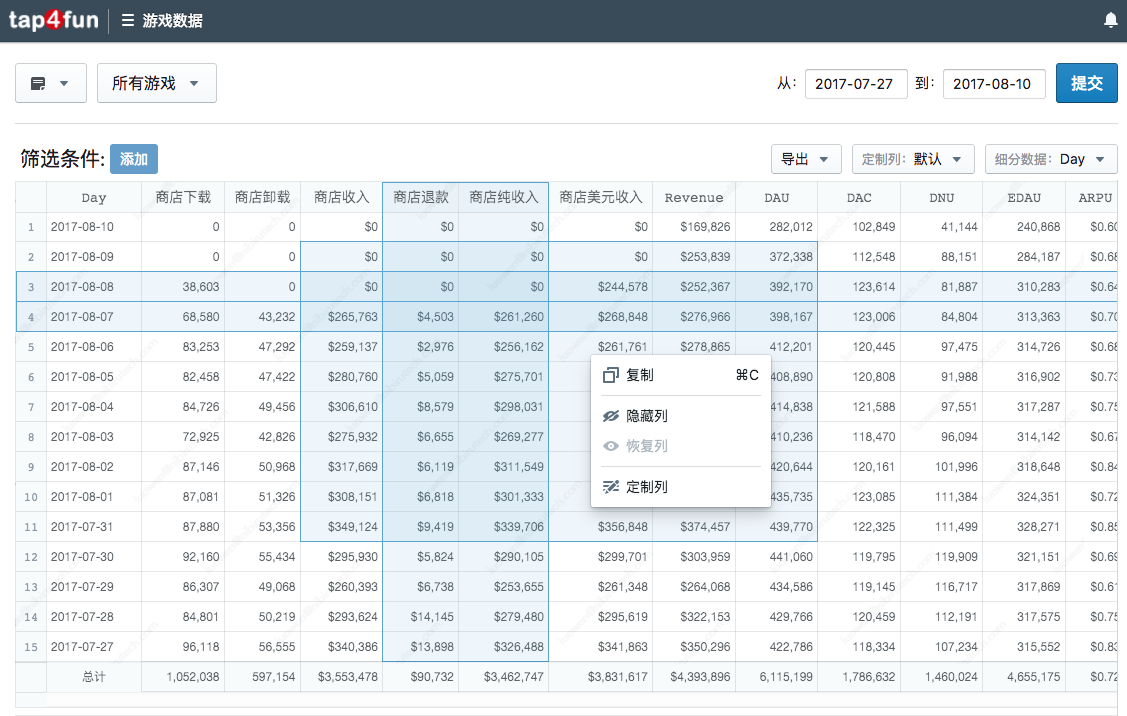 tap4fun ☰ 游戏数据
所有游戏 从: 2017-07-27 到: 2017-08-10 提交
筛选条件: 添加 导出 定制列: 默认 细分数据: Day
Day 商店下载 商店卸载 商店收入 商店退款 商店纯收入 商店美元收入 Revenue DAU DAC DNU EDAU ARPU
1 2017-08-10 0 0 $0 $0 $0 $0 $169,826 282,012 102,849 41,144 240,868 $0.60
2 2017-08-09 0 0 $0 $0 $0 $0 $253,839 372,338 112,548 88,151 284,187 $0.68
3 2017-08-08 38,603 0 $0 $0 $0 $244,578 $252,367 392,170 123,614 81,887 310,283 $0.64
4 2017-08-07 68,580 43,232 $265,763 $4,503 $261,260 $268,848 $276,966 398,167 123,006 84,804 313,363 $0.70
5 2017-08-06 83,253 47,292 $259,137 $2,976 $256,162 $261,761 $278,865 412,201 120,445 97,475 314,726 $0.68
6 2017-08-05 82,458 47,422 $280,760 $5,059 $275,701 复制 ⌘C 408,890 120,808 91,988 316,902 $0.73
7 2017-08-04 84,726 49,456 $306,610 $8,579 $298,031 隐藏列 414,838 121,588 97,551 317,287 $0.75
8 2017-08-03 72,925 42,826 $275,932 $6,655 $269,277 恢复列 410,236 118,470 96,094 314,142 $0.67
9 2017-08-02 87,146 50,968 $317,669 $6,119 $311,549 420,644 120,161 101,996 318,648 $0.84
10 2017-08-01 87,081 51,326 $308,151 $6,818 $301,333 定制列 435,735 123,085 111,384 324,351 $0.72
11 2017-07-31 87,880 53,356 $349,124 $9,419 $339,706 $356,848 $374,457 439,770 122,325 111,499 328,271 $0.85
12 2017-07-30 92,160 55,434 $295,930 $5,824 $290,105 $299,701 $303,959 441,060 119,795 119,909 321,151 $0.69
13 2017-07-29 86,307 49,068 $260,393 $6,738 $253,655 $261,348 $264,068 434,586 119,145 116,717 317,869 $0.61
14 2017-07-28 84,801 50,219 $293,624 $14,145 $279,480 $295,619 $322,153 429,766 120,459 112,191 317,575 $0.75
15 2017-07-27 96,118 56,555 $340,386 $13,898 $326,488 $341,863 $350,296 422,786 118,334 107,234 315,552 $0.83
总计 1,052,038 597,154 $3,553,478 $90,732 $3,462,747 $3,831,617 $4,393,896 6,115,199 1,786,632 1,460,024 4,655,175 $0.72